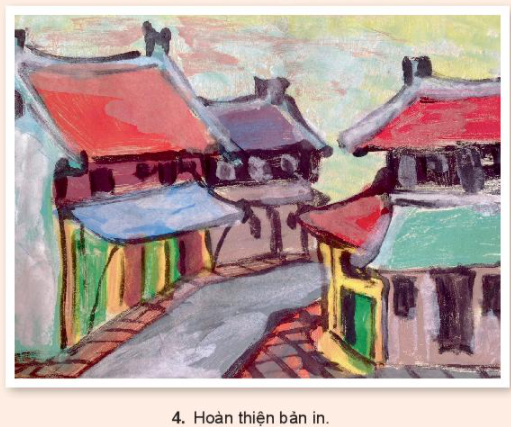 4. Hoàn thiện bản in.